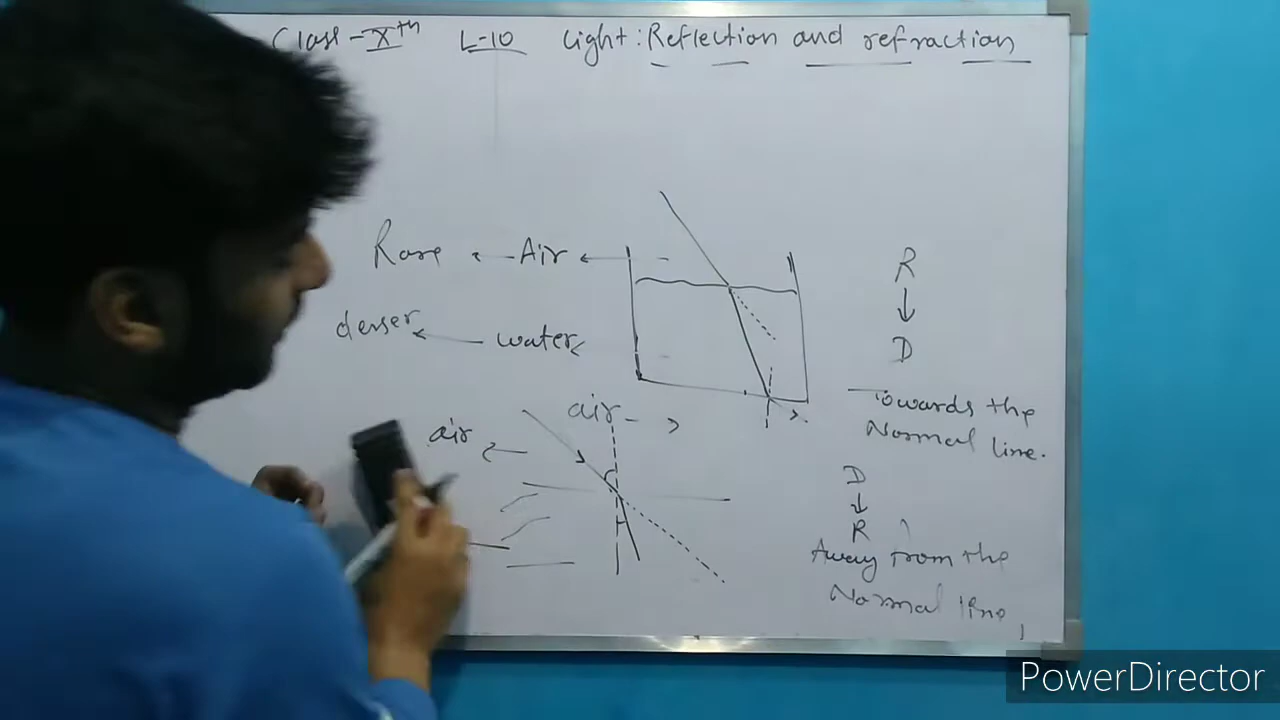 Class - Xth L-10 Light: Reflection and refraction
Rare ← Air ←
R
↓
D
denser ← water
Towards the
Normal line.
air
air
D
↓
R
Away from the
Normal line
PowerDirector